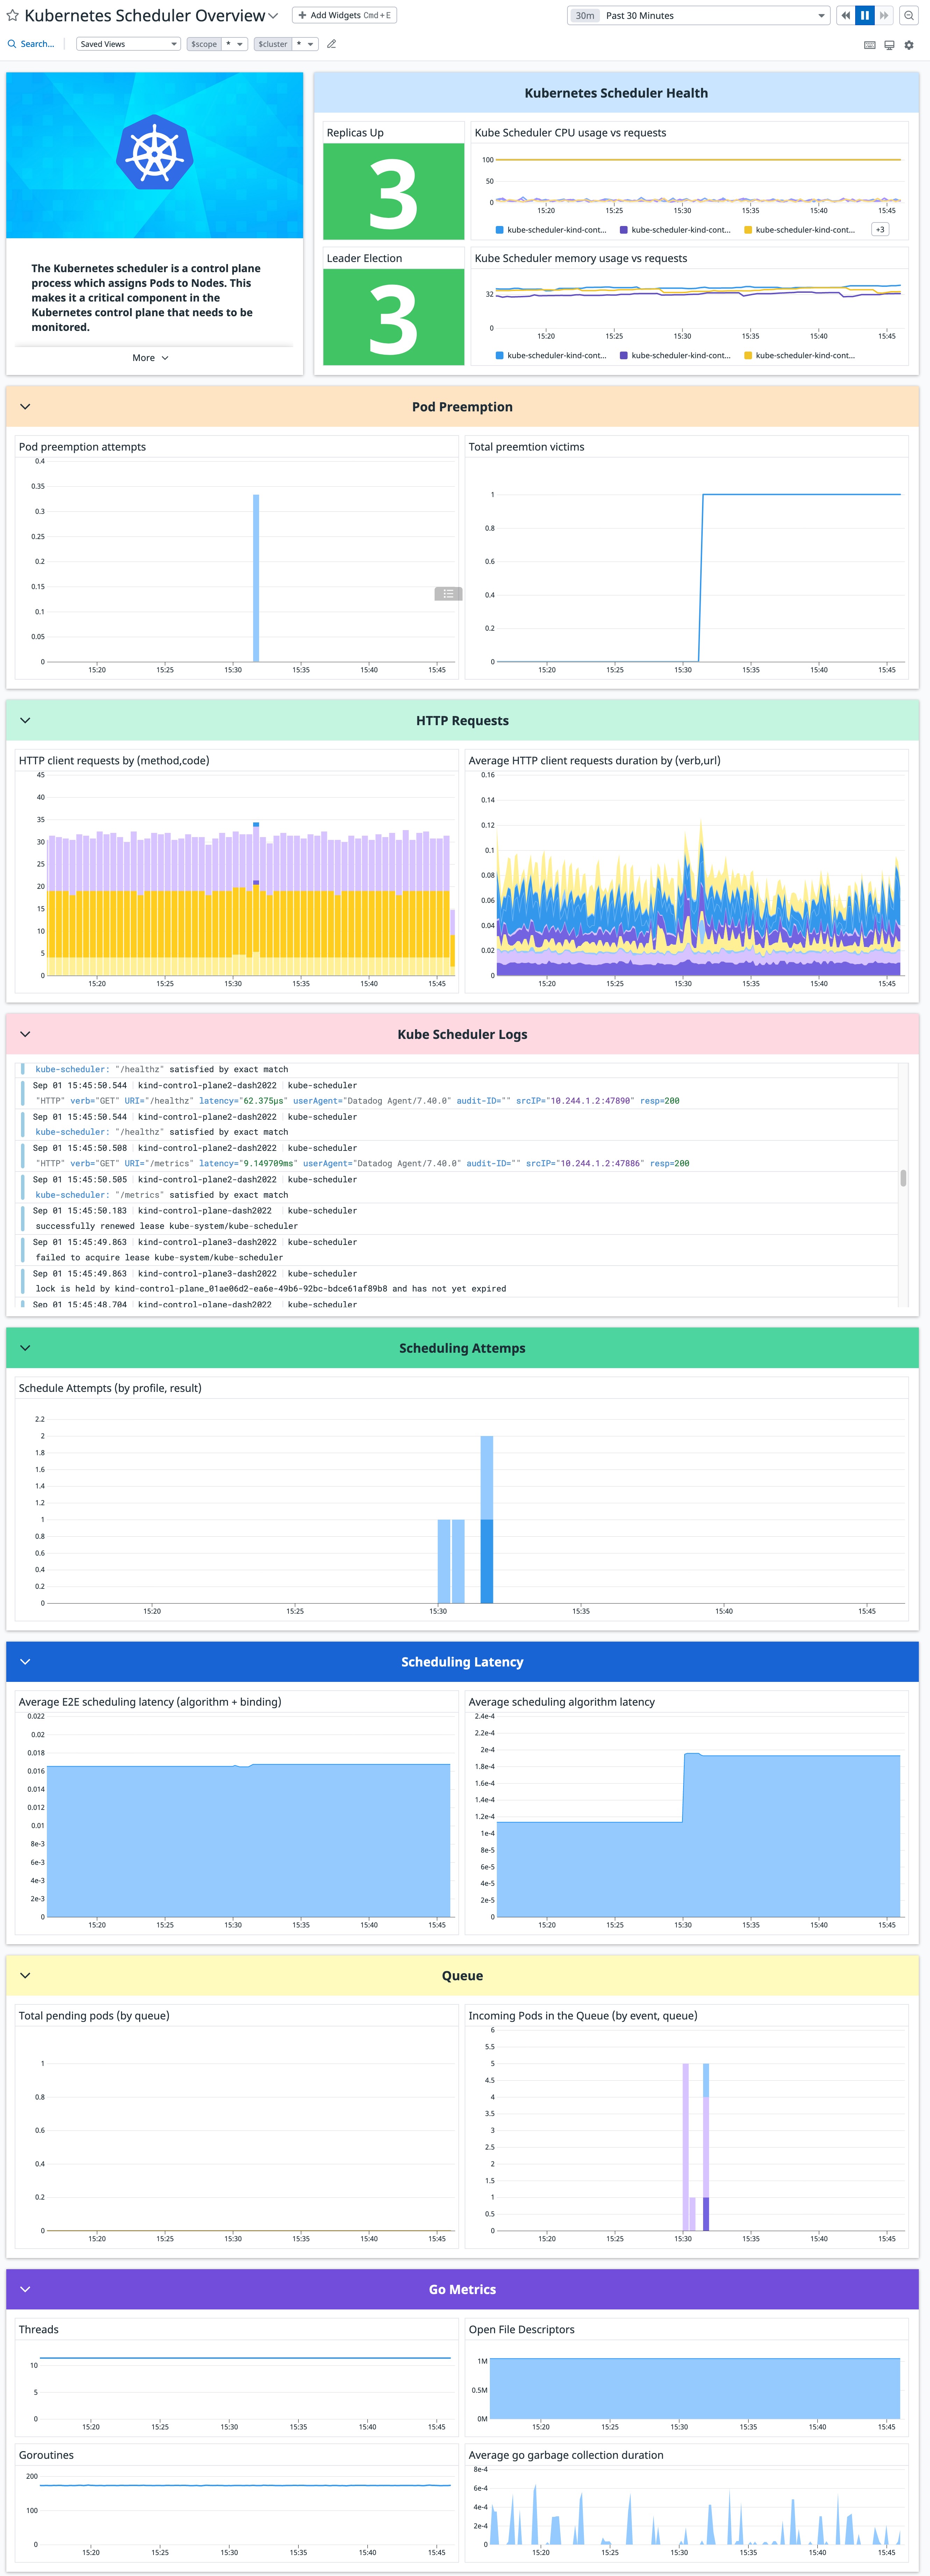 Kubernetes Scheduler Overview
Add Widgets Cmd + E
30m Past 30 Minutes
Search...
Saved Views
$scope *
$cluster *
The Kubernetes scheduler is a control plane
process which assigns Pods to Nodes. This
makes it a critical component in the
Kubernetes control plane that needs to be
monitored.
More
Kubernetes Scheduler Health
Replicas Up
3
Kube Scheduler CPU usage vs requests
100
50
0
15:20 15:25 15:30 15:35 15:40 15:45
kube-scheduler-kind-cont... kube-scheduler-kind-cont... kube-scheduler-kind-cont... +3
Leader Election
3
Kube Scheduler memory usage vs requests
32
0
15:20 15:25 15:30 15:35 15:40 15:45
kube-scheduler-kind-cont... kube-scheduler-kind-cont... kube-scheduler-kind-cont...
Pod Preemption
Pod preemption attempts
0.4
0.35
0.3
0.25
0.2
0.15
0.1
0.05
0
15:20 15:25 15:30 15:35 15:40 15:45
Total preemtion victims
1
0.8
0.6
0.4
0.2
0
15:20 15:25 15:30 15:35 15:40 15:45
HTTP Requests
HTTP client requests by (method,code)
45
40
35
30
25
20
15
10
5
0
15:20 15:25 15:30 15:35 15:40 15:45
Average HTTP client requests duration by (verb,url)
0.16
0.14
0.12
0.1
0.08
0.06
0.04
0.02
0
15:20 15:25 15:30 15:35 15:40 15:45
Kube Scheduler Logs
kube-scheduler: "/healthz" satisfied by exact match
Sep 01 15:45:50.544 kind-control-plane2-dash2022 kube-scheduler
"HTTP" verb="GET" URI="/healthz" latency="62.375µs" userAgent="Datadog Agent/7.40.0" audit-ID="" srcIP="10.244.1.2:47890" resp=200
Sep 01 15:45:50.544 kind-control-plane2-dash2022 kube-scheduler
kube-scheduler: "/healthz" satisfied by exact match
Sep 01 15:45:50.508 kind-control-plane2-dash2022 kube-scheduler
"HTTP" verb="GET" URI="/metrics" latency="9.149709ms" userAgent="Datadog Agent/7.40.0" audit-ID="" srcIP="10.244.1.2:47886" resp=200
Sep 01 15:45:50.505 kind-control-plane2-dash2022 kube-scheduler
kube-scheduler: "/metrics" satisfied by exact match
Sep 01 15:45:50.183 kind-control-plane-dash2022 kube-scheduler
successfully renewed lease kube-system/kube-scheduler
Sep 01 15:45:49.863 kind-control-plane3-dash2022 kube-scheduler
failed to acquire lease kube-system/kube-scheduler
Sep 01 15:45:49.863 kind-control-plane3-dash2022 kube-scheduler
lock is held by kind-control-plane_01ae06d2-ea6e-49b6-92bc-bdce61af89b8 and has not yet expired
Sep 01 15:45:48.704 kind-control-plane-dash2022 kube-scheduler
Scheduling Attemps
Schedule Attempts (by profile, result)
2.2
2
1.8
1.6
1.4
1.2
1
0.8
0.6
0.4
0.2
0
15:20 15:25 15:30 15:35 15:40 15:45
Scheduling Latency
Average E2E scheduling latency (algorithm + binding)
0.022
0.02
0.018
0.016
0.014
0.012
0.01
8e-3
6e-3
4e-3
2e-3
0
15:20 15:25 15:30 15:35 15:40 15:45
Average scheduling algorithm latency
2.4e-4
2.2e-4
2e-4
1.8e-4
1.6e-4
1.4e-4
1.2e-4
1e-4
8e-5
6e-5
4e-5
2e-5
0
15:20 15:25 15:30 15:35 15:40 15:45
Queue
Total pending pods (by queue)
1
0.8
0.6
0.4
0.2
0
15:20 15:25 15:30 15:35 15:40 15:45
Incoming Pods in the Queue (by event, queue)
6
5.5
5
4.5
4
3.5
3
2.5
2
1.5
1
0.5
0
15:20 15:25 15:30 15:35 15:40 15:45
Go Metrics
Threads
10
5
0
15:20 15:25 15:30 15:35 15:40 15:45
Open File Descriptors
1M
0.5M
0M
15:20 15:25 15:30 15:35 15:40 15:45
Goroutines
200
100
0
15:20 15:25 15:30 15:35 15:40 15:45
Average go garbage collection duration
8e-4
6e-4
4e-4
2e-4
0
15:20 15:25 15:30 15:35 15:40 15:45